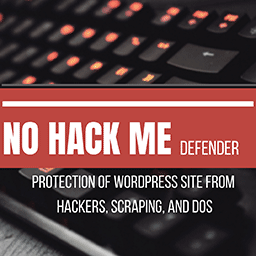 NO HACK ME DEFENDER
PROTECTION OF WORDPRESS SITE FROM
HACKERS, SCRAPING, AND DOS